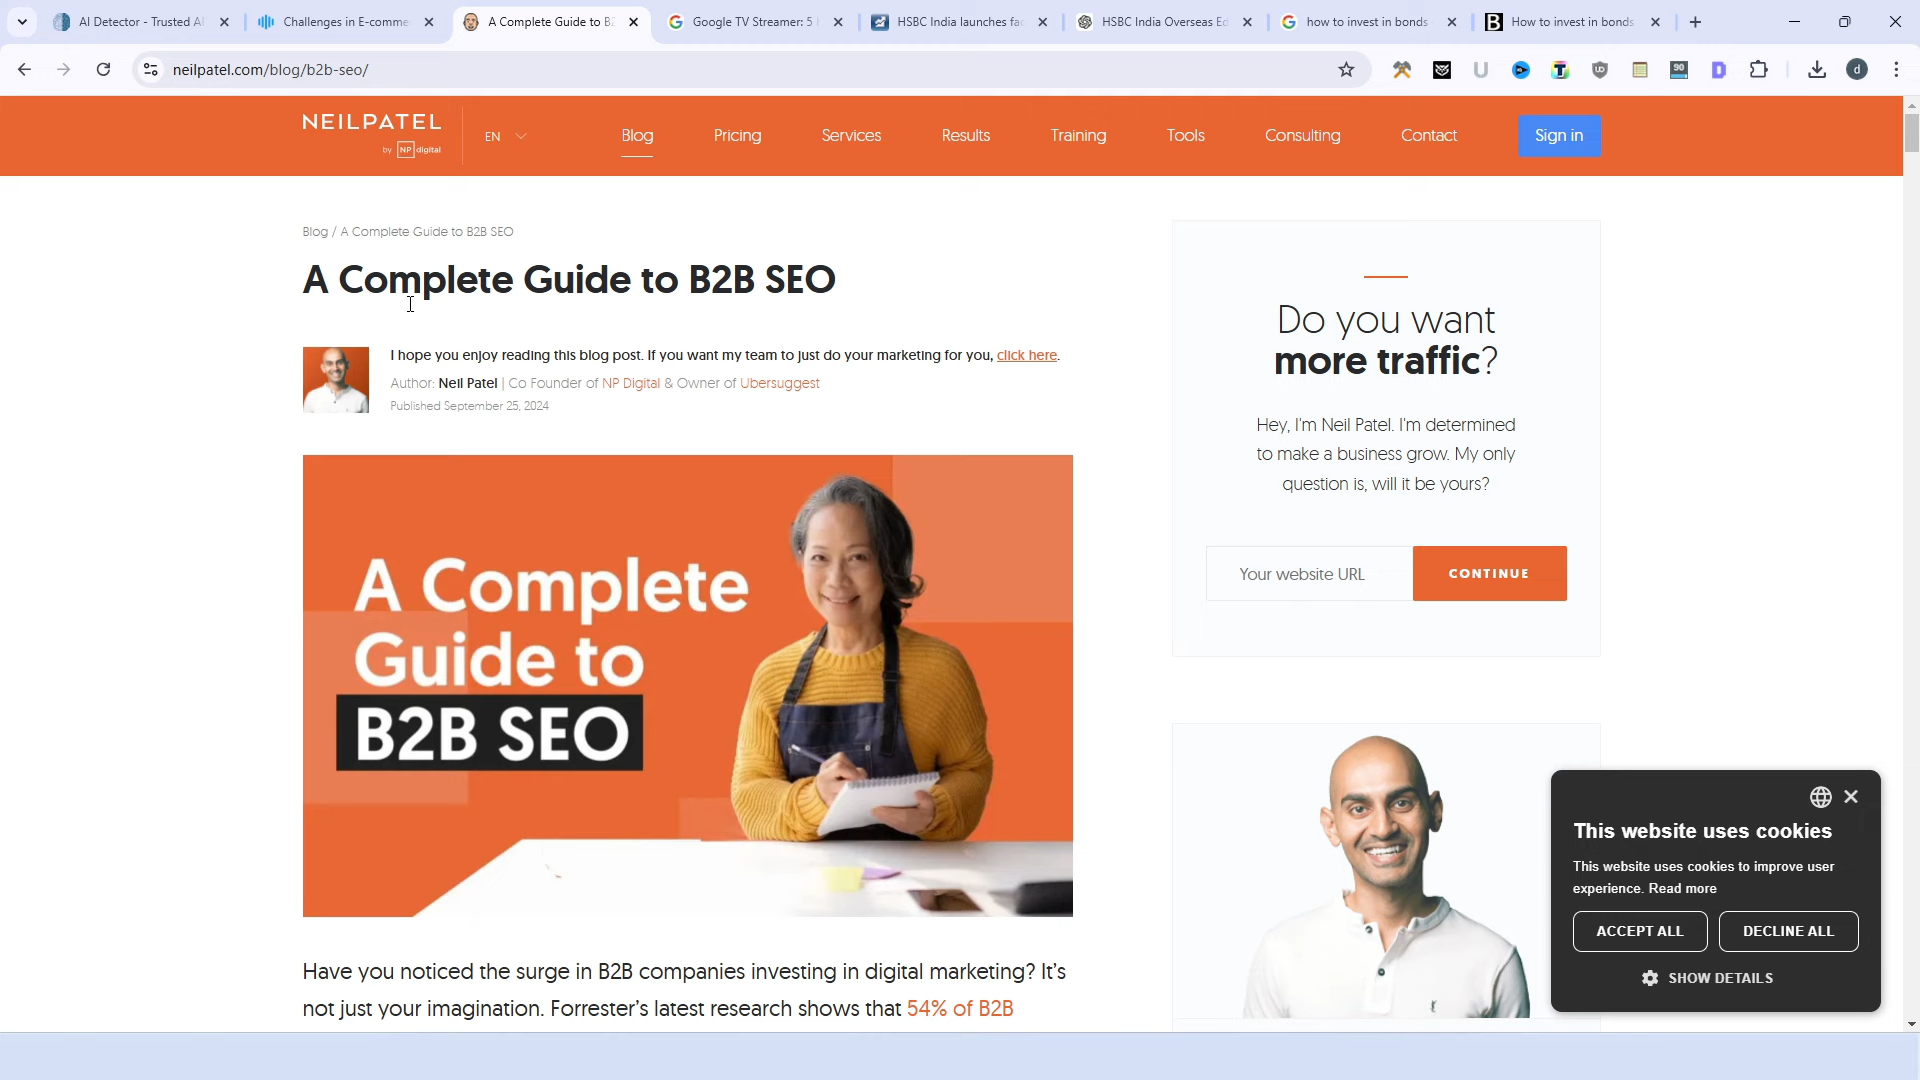 AI Detector - Trusted AI
Challenges in E-comme
A Complete Guide to B2
Google TV Streamer: 5
HSBC India launches fac
HSBC India Overseas Ed
how to invest in bonds
How to invest in bonds
neilpatel.com/blog/b2b-seo/
90
d
NEILPATEL
by NP digital
EN
Blog
Pricing
Services
Results
Training
Tools
Consulting
Contact
Sign in
Blog / A Complete Guide to B2B SEO
A Complete Guide to B2B SEO
I hope you enjoy reading this blog post. If you want my team to just do your marketing for you, click here.
Author: Neil Patel | Co Founder of NP Digital & Owner of Ubersuggest
Published September 25, 2024
A Complete
Guide to
B2B SEO
Have you noticed the surge in B2B companies investing in digital marketing? It’s
not just your imagination. Forrester’s latest research shows that 54% of B2B
Do you want
more traffic?
Hey, I'm Neil Patel. I'm determined
to make a business grow. My only
question is, will it be yours?
Your website URL
CONTINUE
This website uses cookies
This website uses cookies to improve user
experience. Read more
ACCEPT ALL
DECLINE ALL
SHOW DETAILS